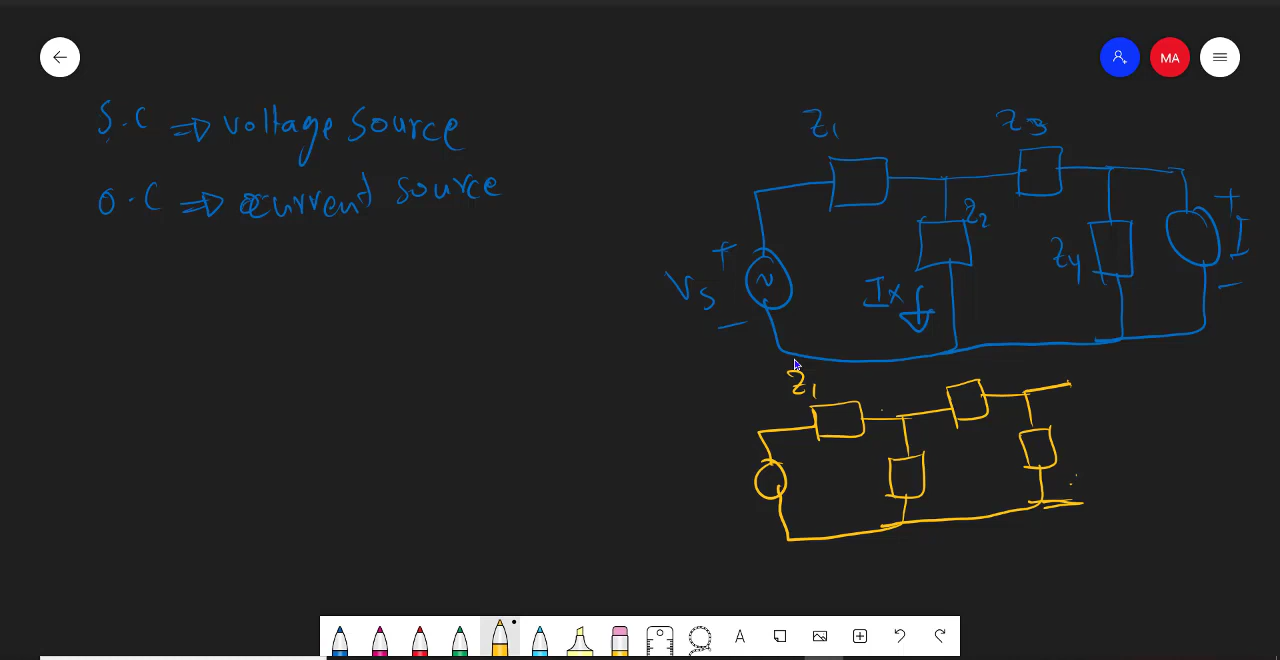 MA
S.C ⇒ voltage source
O.C ⇒ current source
Z1
Z3
Z2
+
Vs
~
-
Ix
Z4
+
I
-
Z1
A